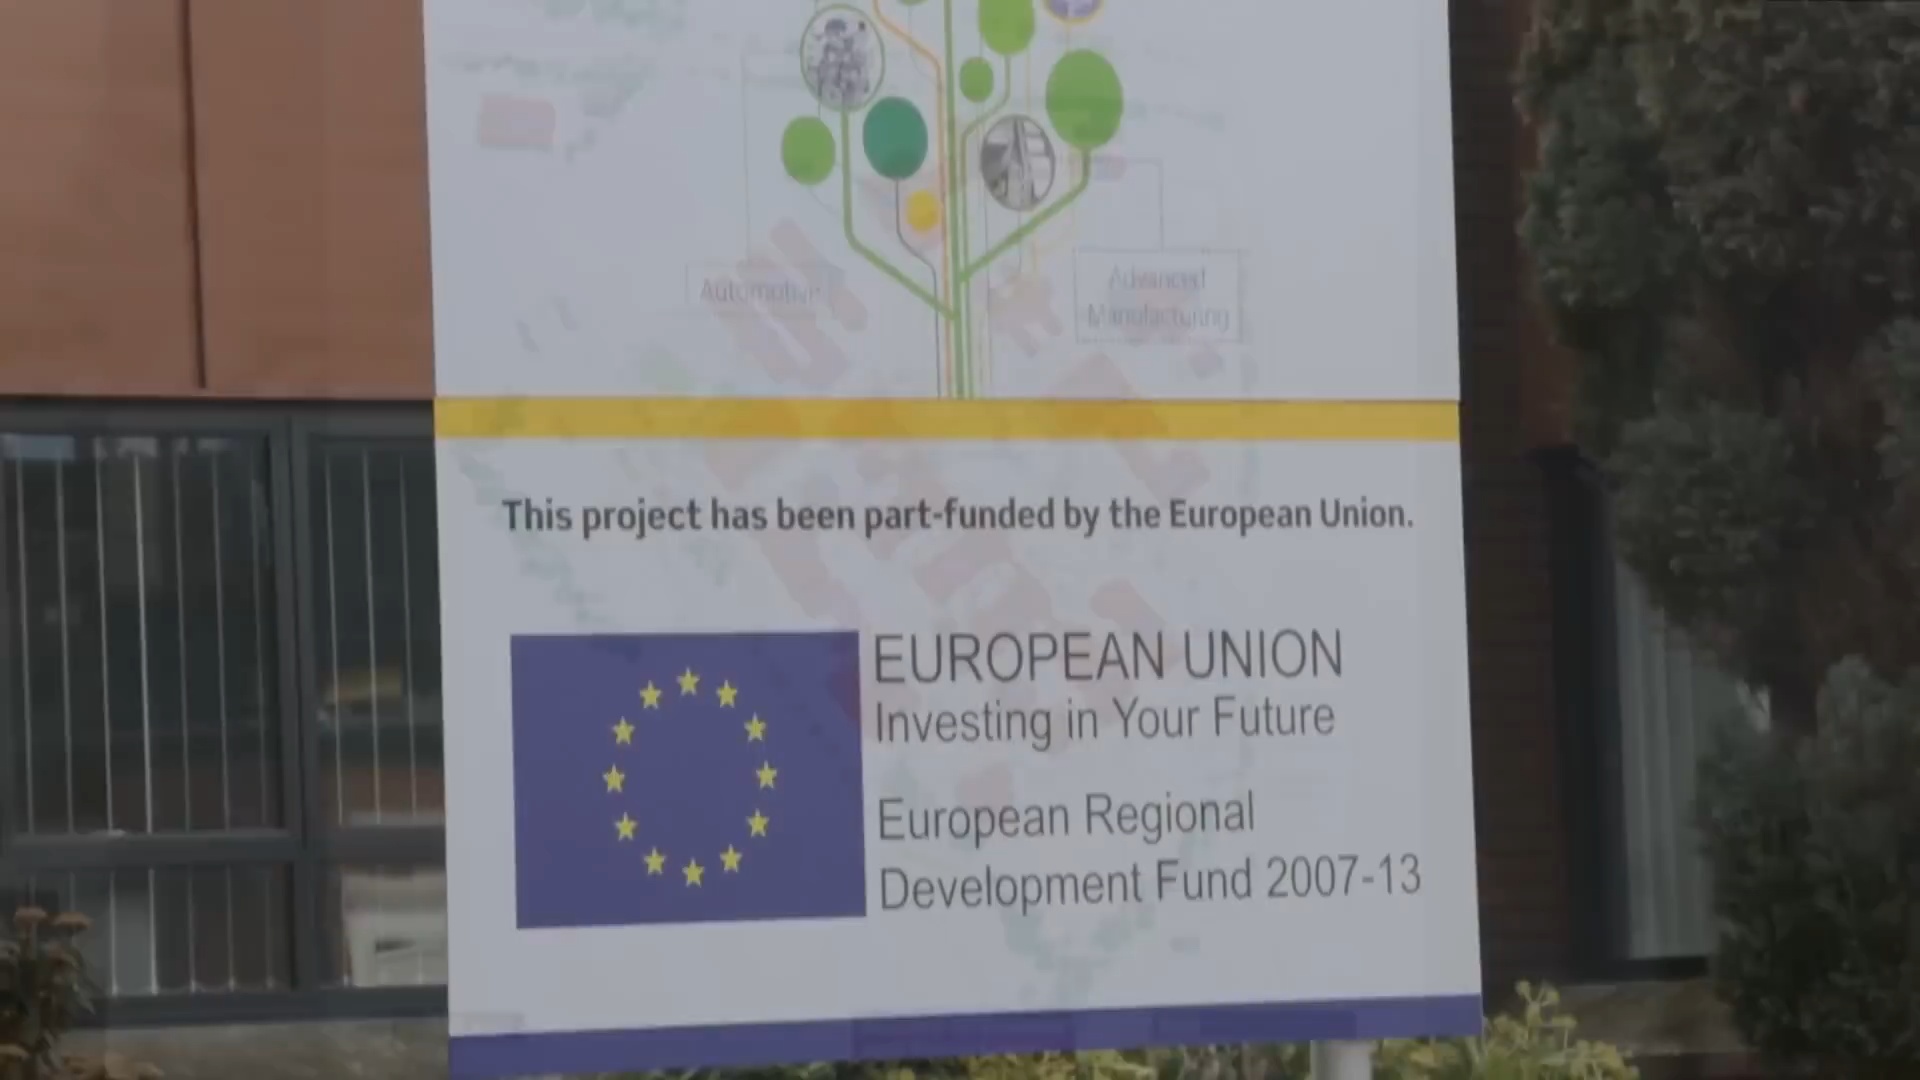 Automotive
Advanced
Manufacturing
This project has been part-funded by the European Union.
EUROPEAN UNION
Investing in Your Future
European Regional
Development Fund 2007-13